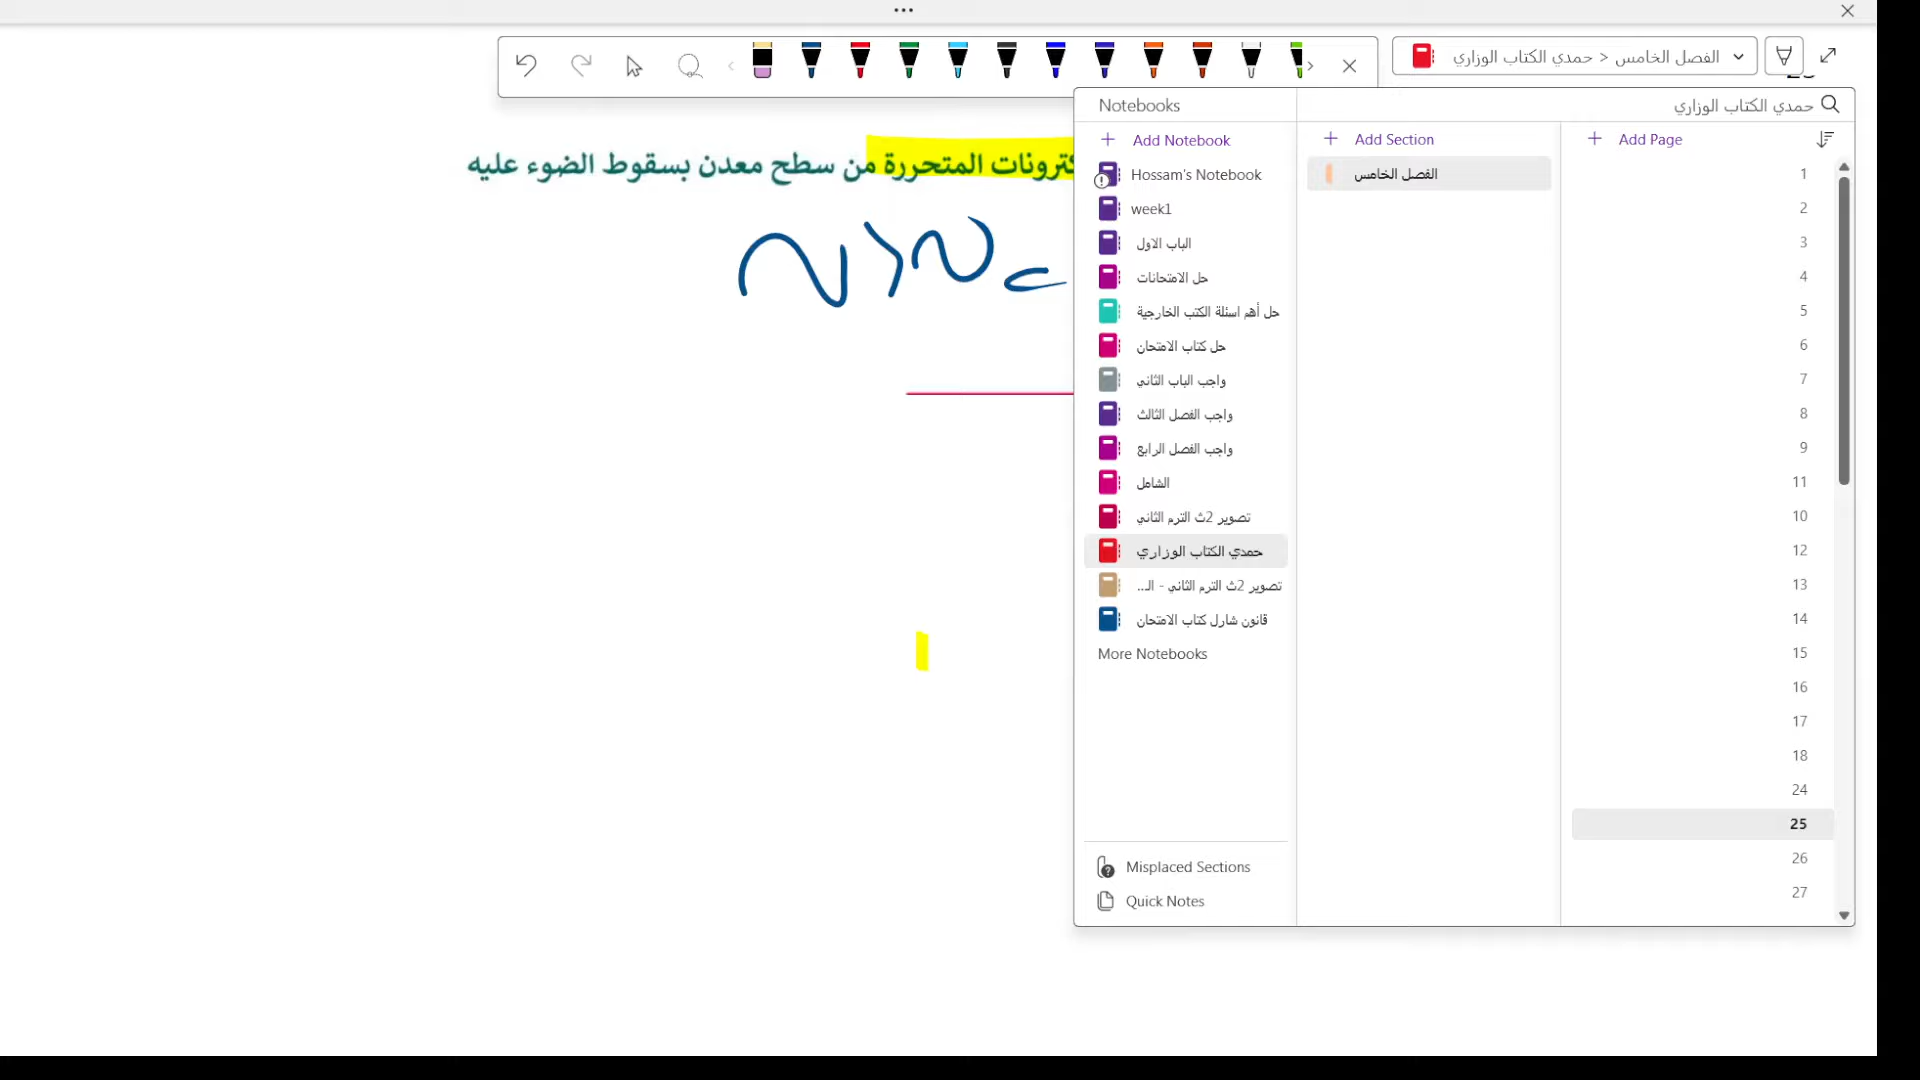 الفصل الخامس < حمدي الكتاب الوزاري
Notebooks
حمدي الكتاب الوزاري
Add Notebook
Add Section
Add Page
المتحررة من سطح معدن بسقوط الضوء عليه
Hossam's Notebook
week1
الباب الاول
حل الامتحانات
حل أهم اسئلة الكتب الخارجية
حل كتاب الامتحان
واجب الباب الثاني
واجب الفصل الثالث
واجب الفصل الرابع
الشامل
تصوير 2ث الترم الثاني
حمدي الكتاب الوزاري
تصوير 2ث الترم الثاني - الـ...
قانون شارل كتاب الامتحان
More Notebooks
Misplaced Sections
Quick Notes
الفصل الخامس
1
2
3
4
5
6
7
8
9
11
10
12
13
14
15
16
17
18
24
25
26
27